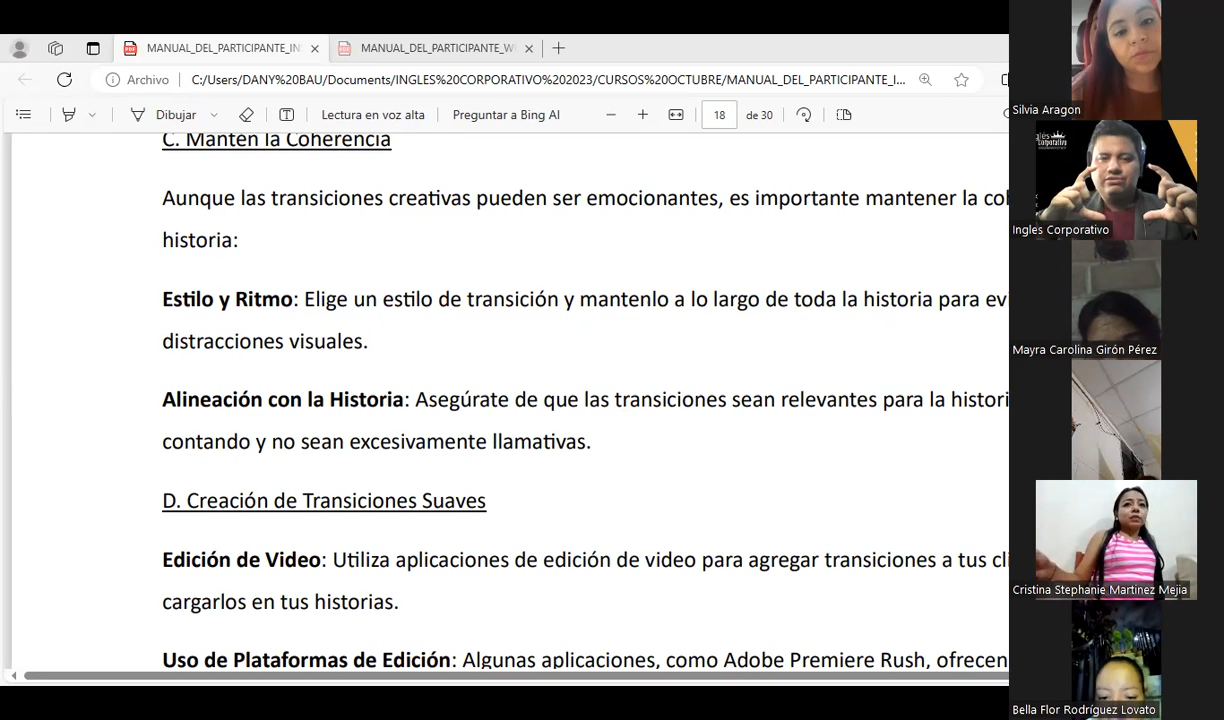 MANUAL_DEL_PARTICIPANTE_IN
MANUAL_DEL_PARTICIPANTE_W
Archivo
C:/Users/DANY%20BAU/Documents/INGLES%20CORPORATIVO%202023/CURSOS%20OCTUBRE/MANUAL_DEL_PARTICIPANTE_I...
Dibujar
Lectura en voz alta
Preguntar a Bing AI
18
de 30
C. Mantén la Coherencia
Aunque las transiciones creativas pueden ser emocionantes, es importante mantener la co
historia:
Estilo y Ritmo: Elige un estilo de transición y mantenlo a lo largo de toda la historia para evi
distracciones visuales.
Alineación con la Historia: Asegúrate de que las transiciones sean relevantes para la histori
contando y no sean excesivamente llamativas.
D. Creación de Transiciones Suaves
Edición de Video: Utiliza aplicaciones de edición de video para agregar transiciones a tus cli
cargarlos en tus historias.
Uso de Plataformas de Edición: Algunas aplicaciones, como Adobe Premiere Rush, ofrecen
Silvia Aragon
Ingles Corporativo
Mayra Carolina Girón Pérez
Cristina Stephanie Martinez Mejia
Bella Flor Rodríguez Lovato